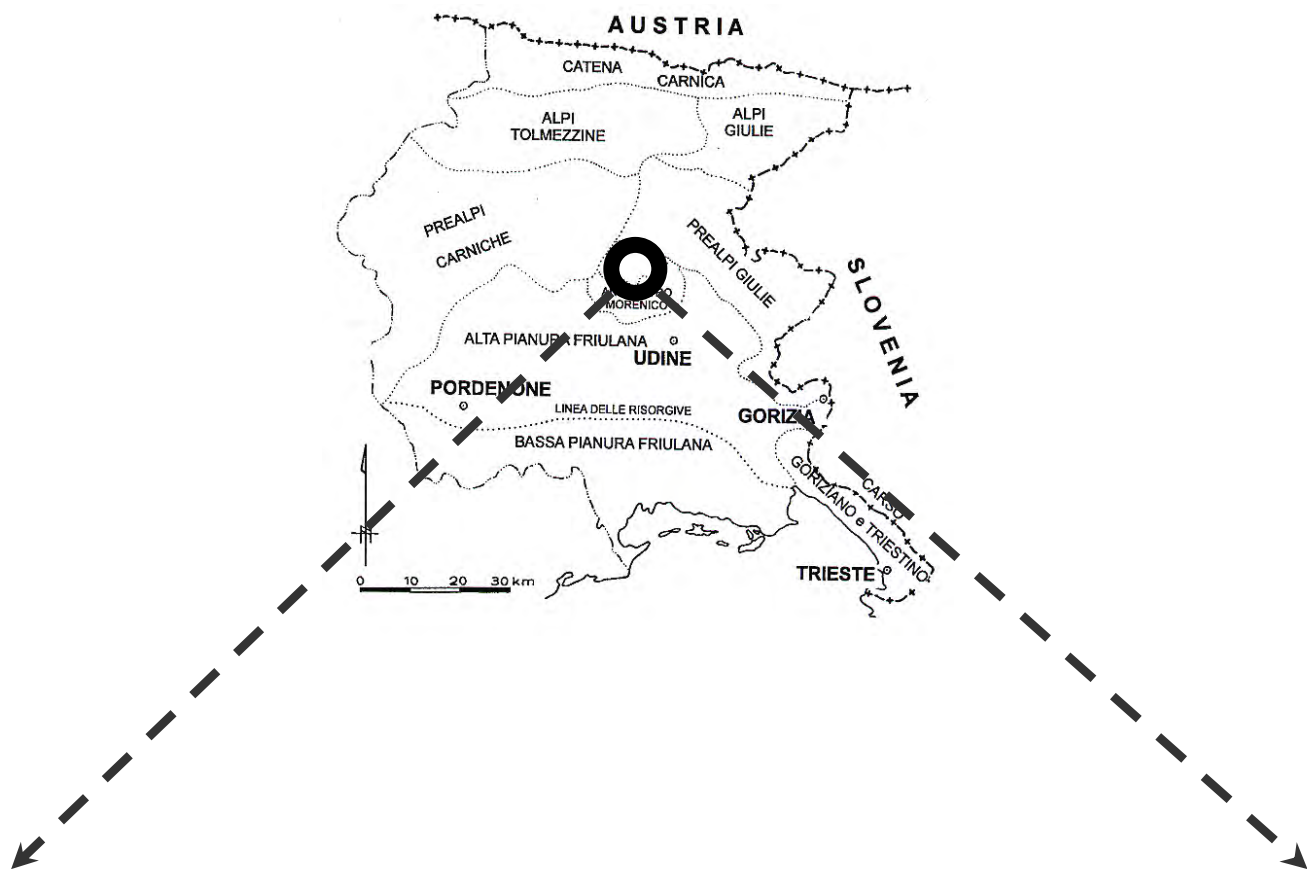 AUSTRIA
CATENA
CARNICA
ALPI
TOLMEZZINE
ALPI
GIULIE
PREALPI
CARNICHE
PREALPI GIULIE
SLOVENIA
MORENICO
ALTA PIANURA FRIULANA
UDINE
PORDENONE
LINEA DELLE RISORGIVE
GORIZIA
BASSA PIANURA FRIULANA
CARSO
GORIZIANO e TRIESTINO
TRIESTE
0 10 20 30 km